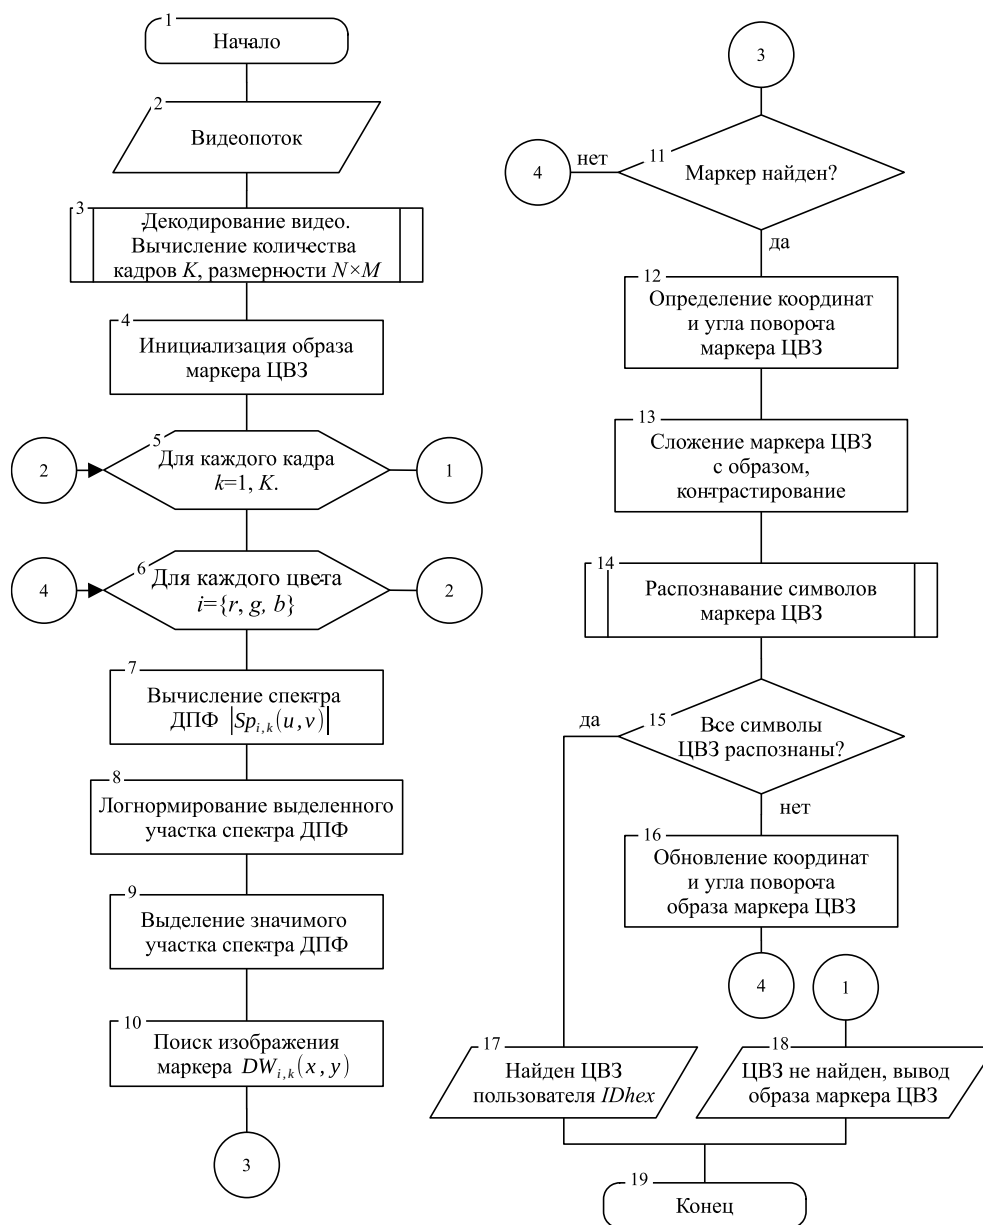 1
Начало
2
Видеопоток
3
Декодирование видео.
Вычисление количества
кадров K, размерности N×M
4
Инициализация образа
маркера ЦВЗ
2
5
Для каждого кадра
k=1, K.
1
4
6
Для каждого цвета
i={r, g, b}
2
7
Вычисление спектра
ДПФ |Sp i,k (u, v)|
8
Логнормирование выделенного
участка спектра ДПФ
9
Выделение значимого
участка спектра ДПФ
10
Поиск изображения
маркера DW i,k (x, y)
3
3
11
Маркер найден?
нет
4
да
12
Определение координат
и угла поворота
маркера ЦВЗ
13
Сложение маркера ЦВЗ
с образом,
контрастирование
14
Распознавание символов
маркера ЦВЗ
15
Все символы
ЦВЗ распознаны?
да
нет
16
Обновление координат
и угла поворота
образа маркера ЦВЗ
4
1
17
Найден ЦВЗ
пользователя IDhex
18
ЦВЗ не найден, вывод
образа маркера ЦВЗ
19
Конец